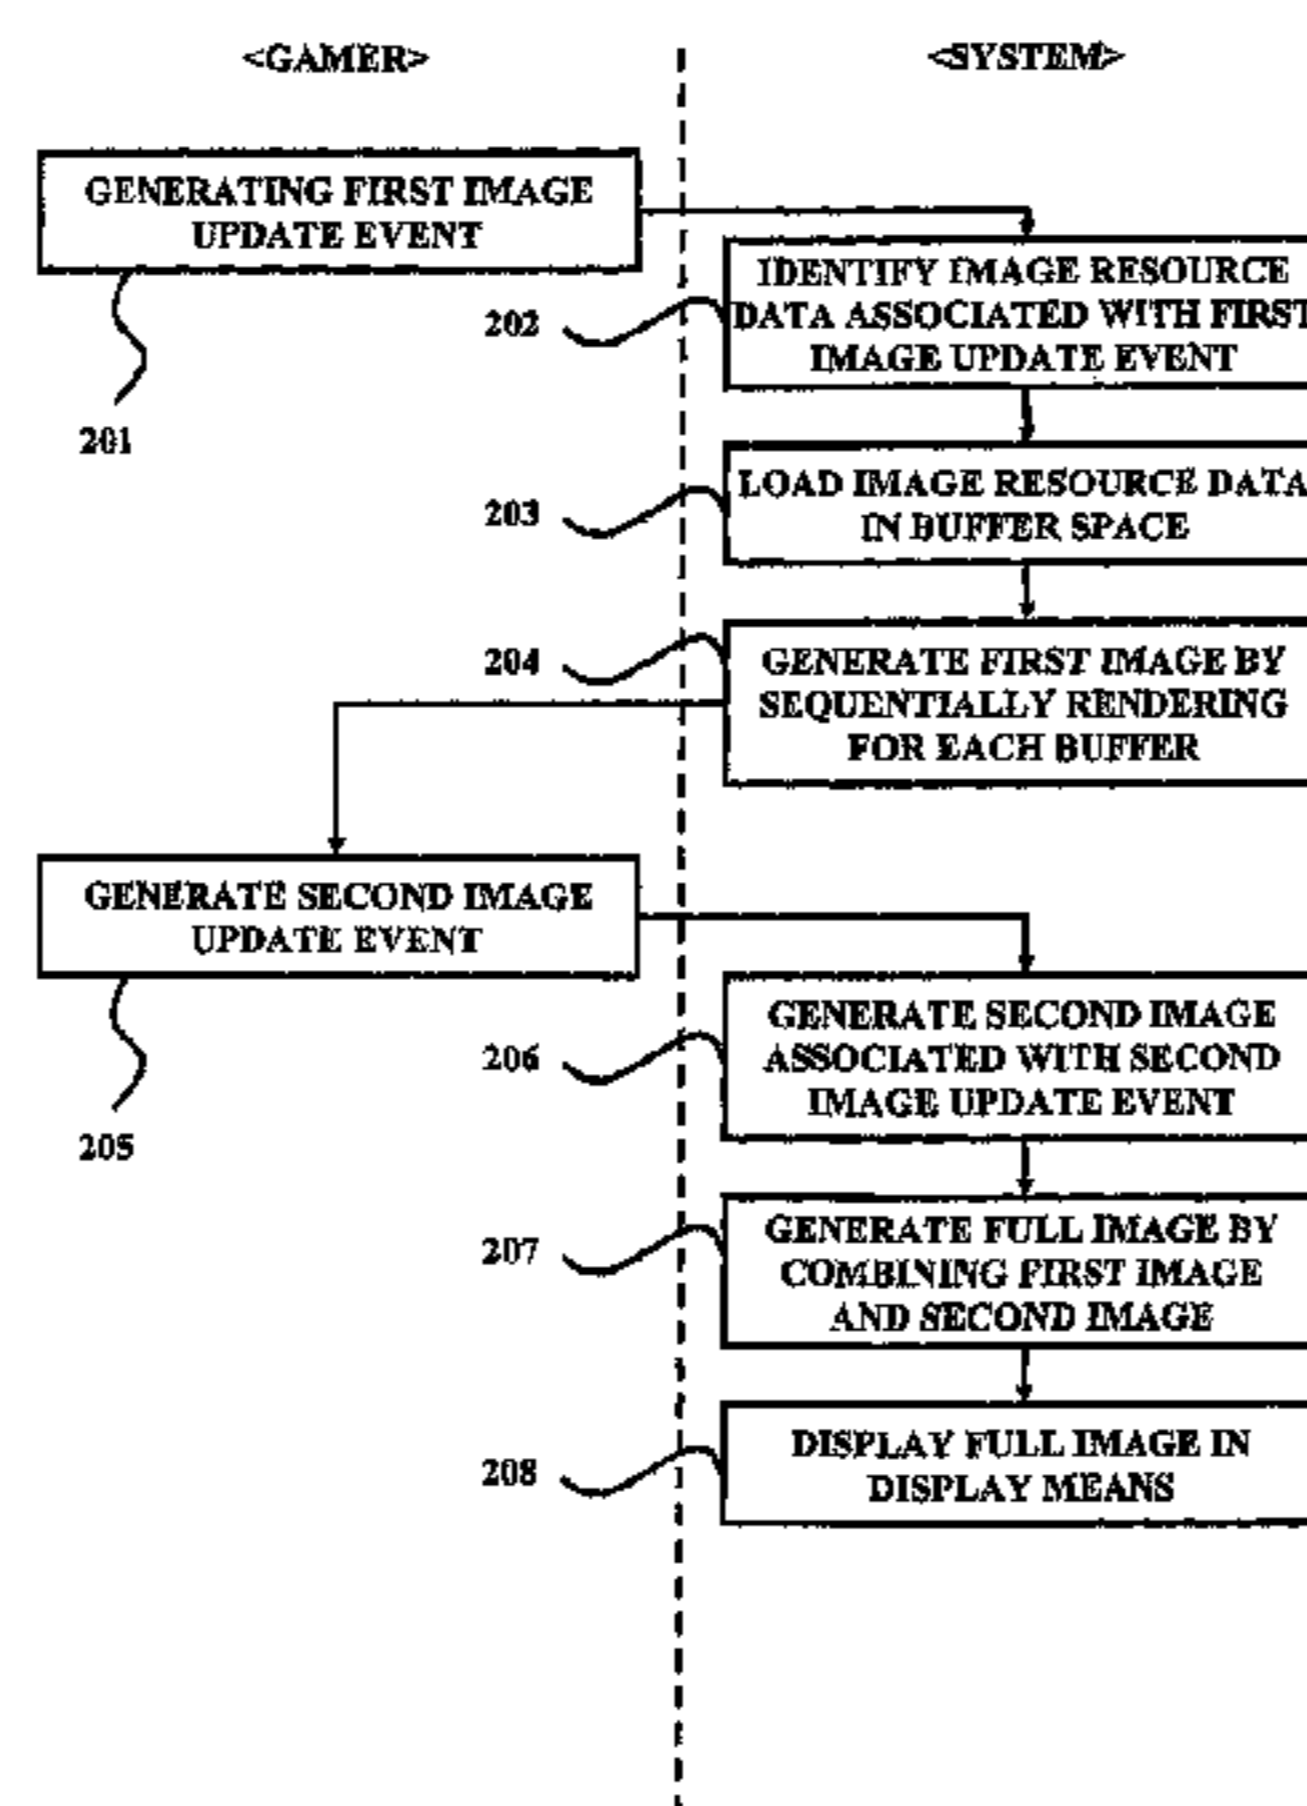 <GAMER>
<SYSTEM>
GENERATING FIRST IMAGE
UPDATE EVENT
201
202
IDENTIFY IMAGE RESOURCE
DATA ASSOCIATED WITH FIRST
IMAGE UPDATE EVENT
203
LOAD IMAGE RESOURCE DATA
IN BUFFER SPACE
204
GENERATE FIRST IMAGE BY
SEQUENTIALLY RENDERING
FOR EACH BUFFER
GENERATE SECOND IMAGE
UPDATE EVENT
205
206
GENERATE SECOND IMAGE
ASSOCIATED WITH SECOND
IMAGE UPDATE EVENT
207
GENERATE FULL IMAGE BY
COMBINING FIRST IMAGE
AND SECOND IMAGE
208
DISPLAY FULL IMAGE IN
DISPLAY MEANS